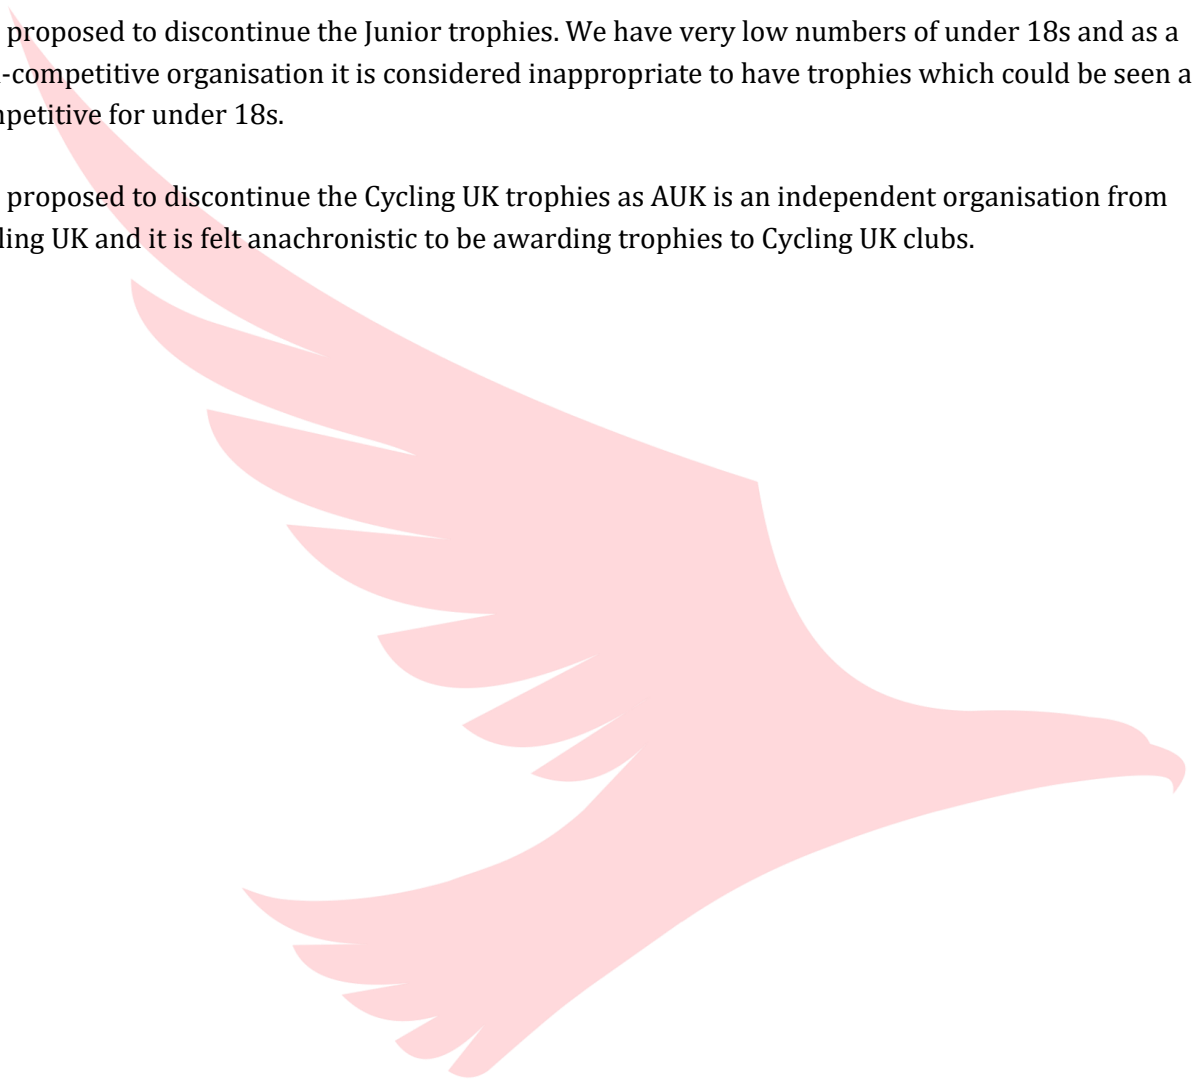 proposed to discontinue the Junior trophies. We have very low numbers of under 18s and as a
-competitive organisation it is considered inappropriate to have trophies which could be seen a
mpetitive for under 18s.
proposed to discontinue the Cycling UK trophies as AUK is an independent organisation from
ling UK and it is felt anachronistic to be awarding trophies to Cycling UK clubs.